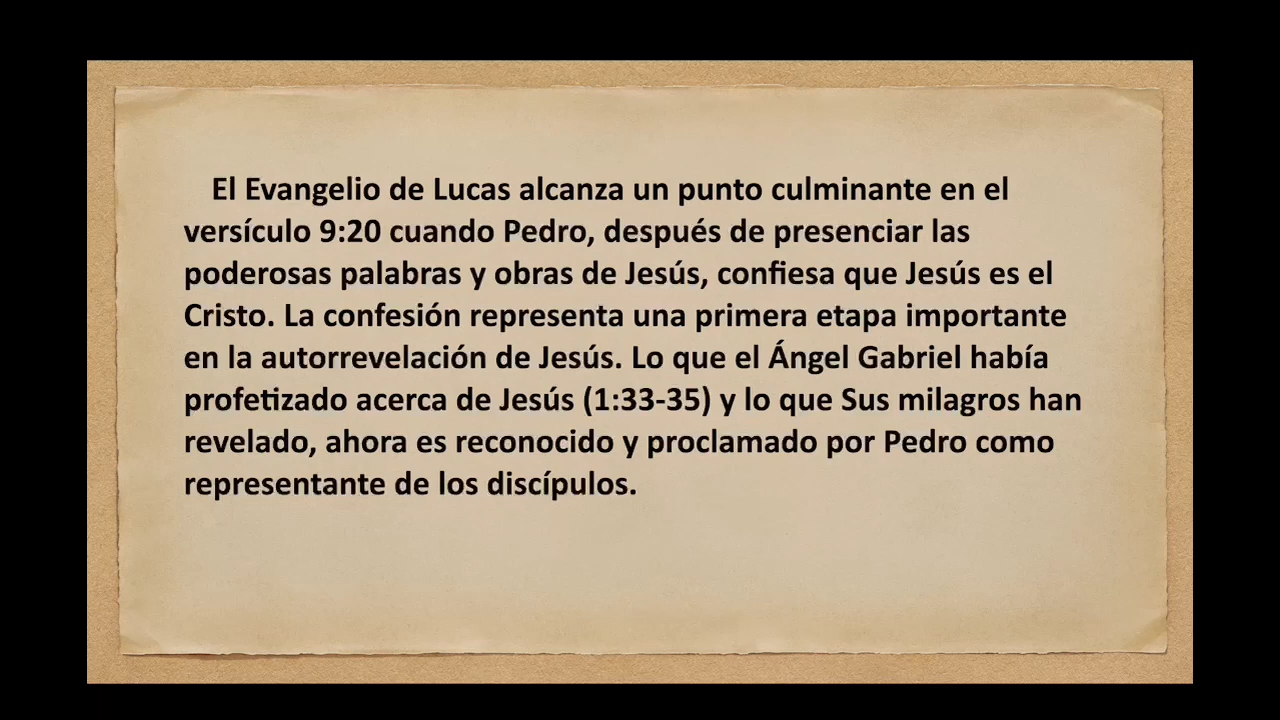 El Evangelio de Lucas alcanza un punto culminante en el
versículo 9:20 cuando Pedro, después de presenciar las
poderosas palabras y obras de Jesús, confiesa que Jesús es el
Cristo. La confesión representa una primera etapa importante
en la autorrevelación de Jesús. Lo que el Ángel Gabriel había
profetizado acerca de Jesús (1:33-35) y lo que Sus milagros han
revelado, ahora es reconocido y proclamado por Pedro como
representante de los discípulos.